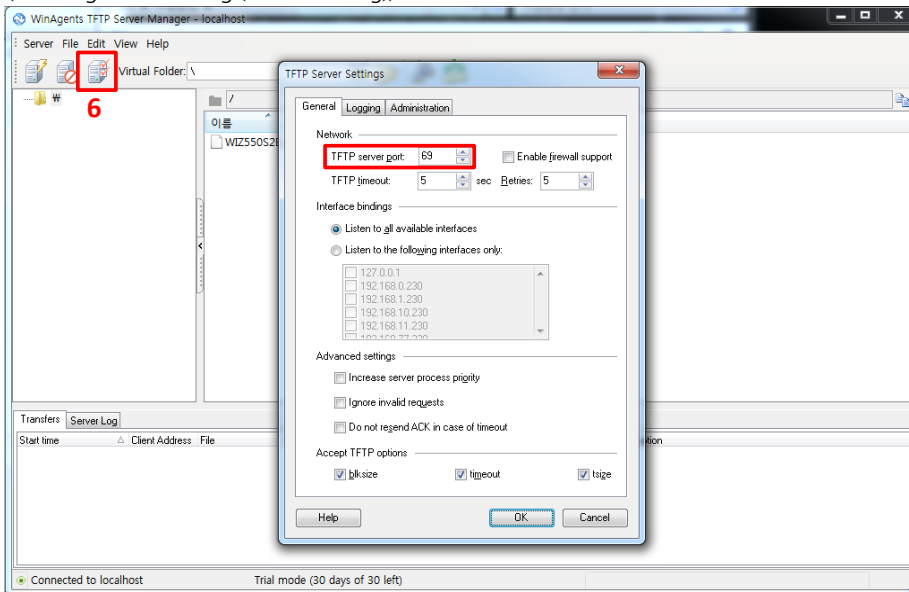 WinAgents TFTP Server Manager - localhost
Server File Edit View Help
Virtual Folder: \
6
₩
/
이름
WIZ550S2E
TFTP Server Settings
General Logging Administration
Network
TFTP server port: 69 Enable firewall support
TFTP timeout: 5 sec Retries: 5
Interface bindings
Listen to all available interfaces
Listen to the following interfaces only:
127.0.0.1
192.168.0.230
192.168.1.230
192.168.10.230
192.168.11.230
Advanced settings
Increase server process priority
Ignore invalid requests
Do not resend ACK in case of timeout
Accept TFTP options
blksize timeout tsize
Help OK Cancel
Transfers Server Log
Start time Client Address File
Connected to localhost Trial mode (30 days of 30 left)